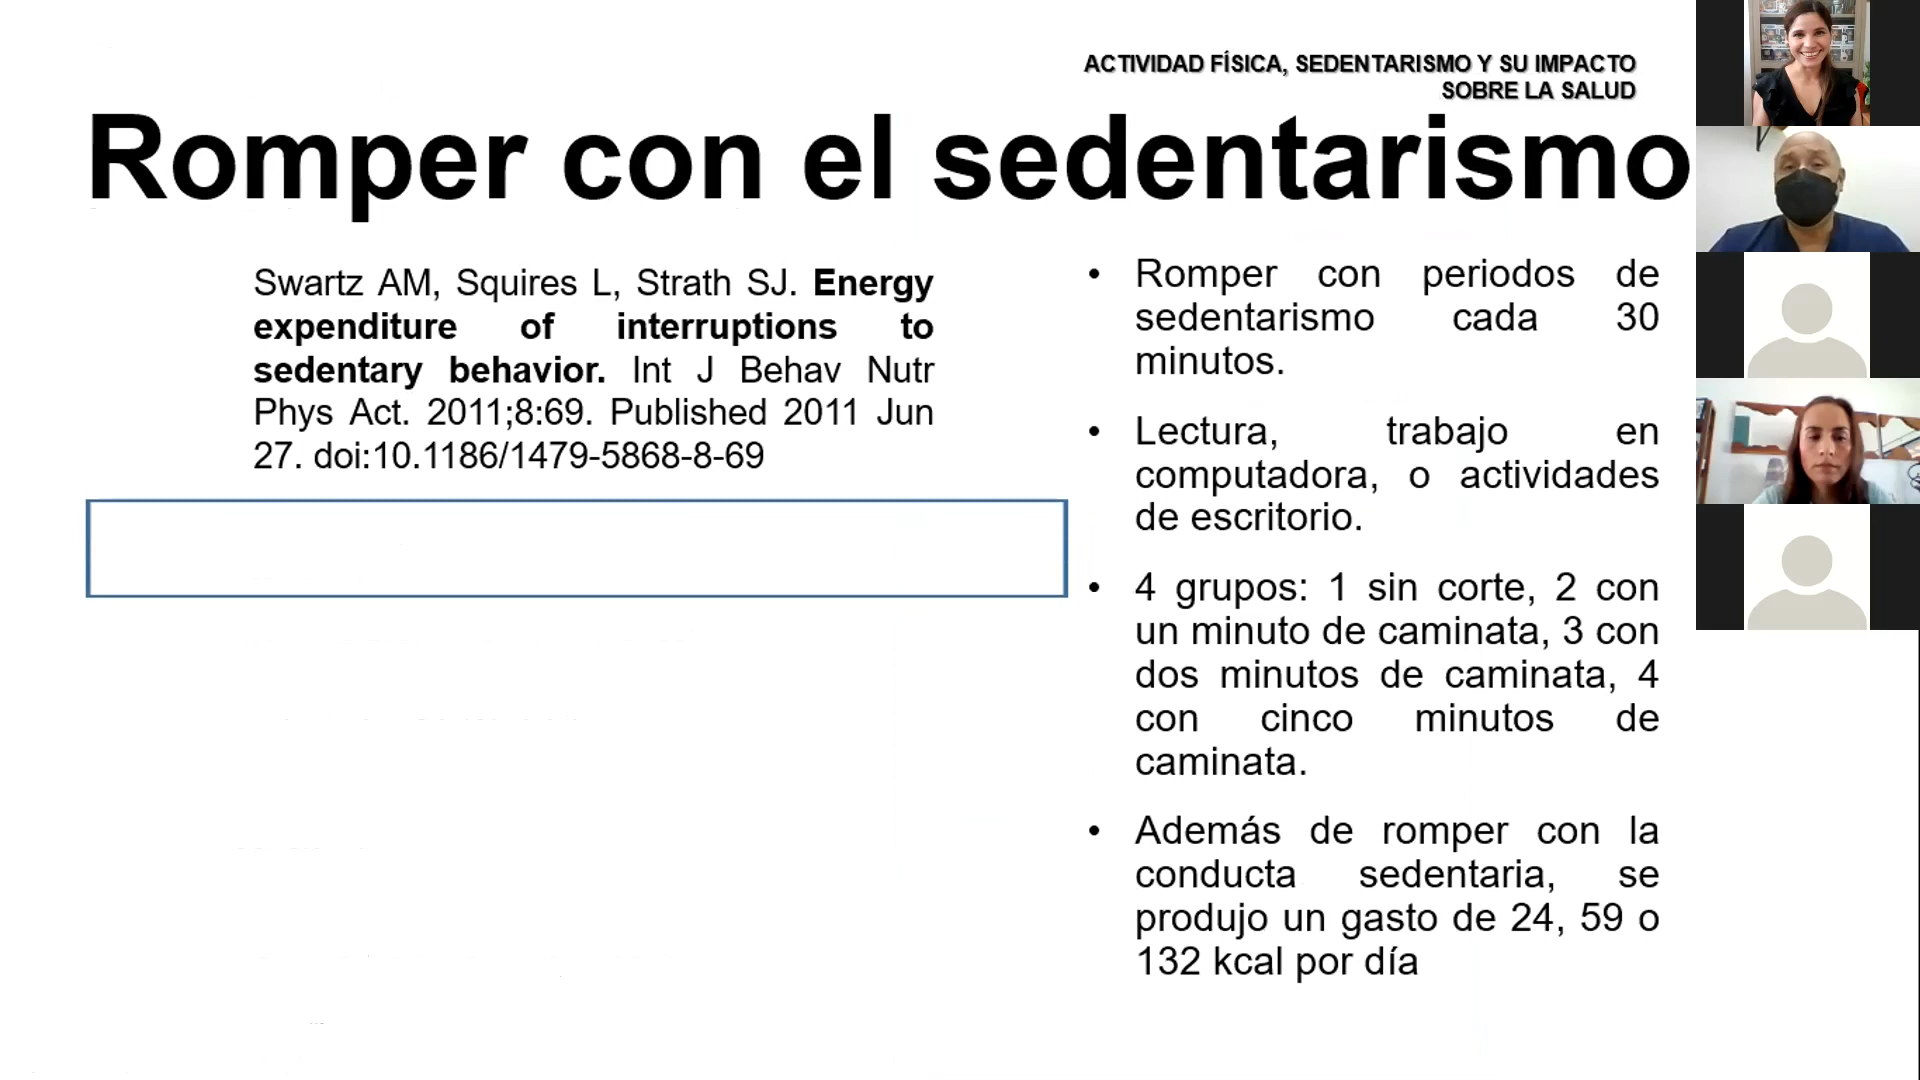 ACTIVIDAD FÍSICA, SEDENTARISMO Y SU IMPACTO
SOBRE LA SALUD
Romper con el sedentarismo
Swartz AM, Squires L, Strath SJ. Energy
expenditure of interruptions to
sedentary behavior. Int J Behav Nutr
Phys Act. 2011;8:69. Published 2011 Jun
27. doi:10.1186/1479-5868-8-69
• Romper con periodos de
sedentarismo cada 30
minutos.
• Lectura, trabajo en
computadora, o actividades
de escritorio.
• 4 grupos: 1 sin corte, 2 con
un minuto de caminata, 3 con
dos minutos de caminata, 4
con cinco minutos de
caminata.
• Además de romper con la
conducta sedentaria, se
produjo un gasto de 24, 59 o
132 kcal por día